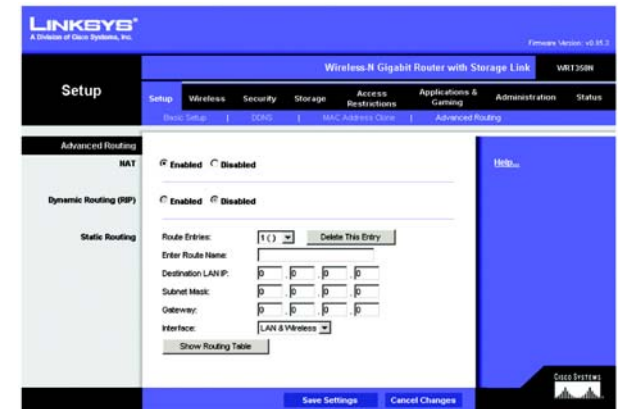 LINKSYS®
A Division of Cisco Systems, Inc.
Firmware Version: v0.95.3
Wireless-N Gigabit Router with Storage Link WRT350N
Setup
Setup Wireless Security Storage Access Restrictions Applications & Gaming Administration Status
Basic Setup | DDNS | MAC Address Clone | Advanced Routing
Advanced Routing
NAT Enabled Disabled Help...
Dynamic Routing (RIP) Enabled Disabled
Static Routing Route Entries: 1 ( ) Delete This Entry
Enter Route Name:
Destination LAN IP: 0 . 0 . 0 . 0
Subnet Mask: 0 . 0 . 0 . 0
Gateway: 0 . 0 . 0 . 0
Interface: LAN & Wireless
Show Routing Table
CISCO SYSTEMS
Save Settings Cancel Changes